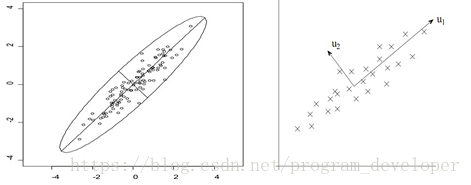 4
2
0
-2
-4
-4 -2 0 2 4
u₁
u₂
https://blog.csdn.net/program_developer